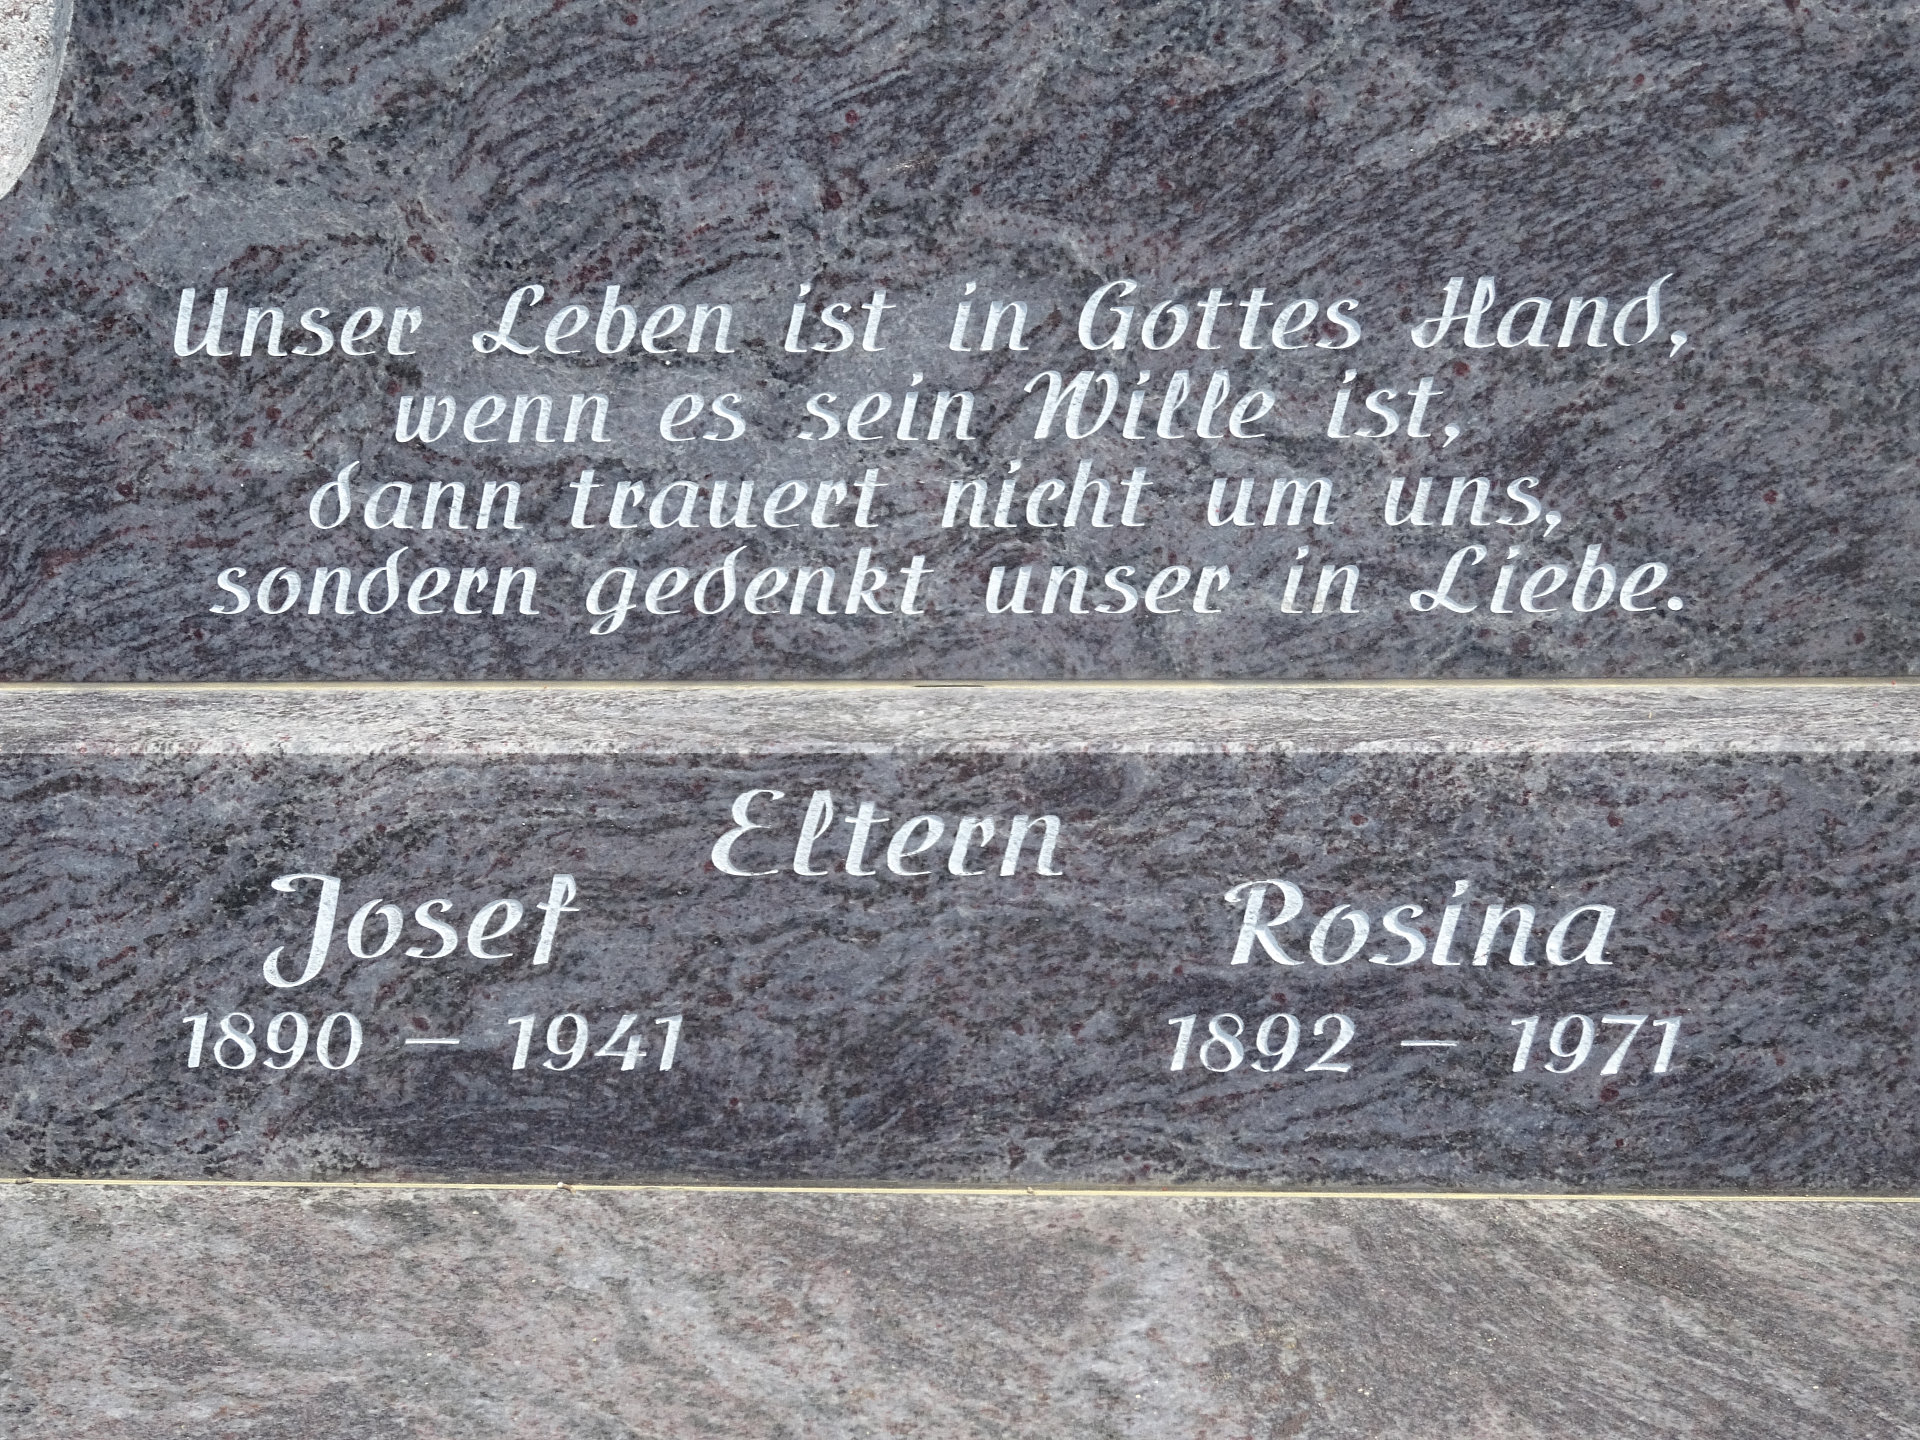 Unser Leben ist in Gottes Hand,
wenn es sein Wille ist,
dann trauert nicht um uns,
sondern gedenkt unser in Liebe.
Eltern
Josef Rosina
1890 – 1941 1892 – 1971